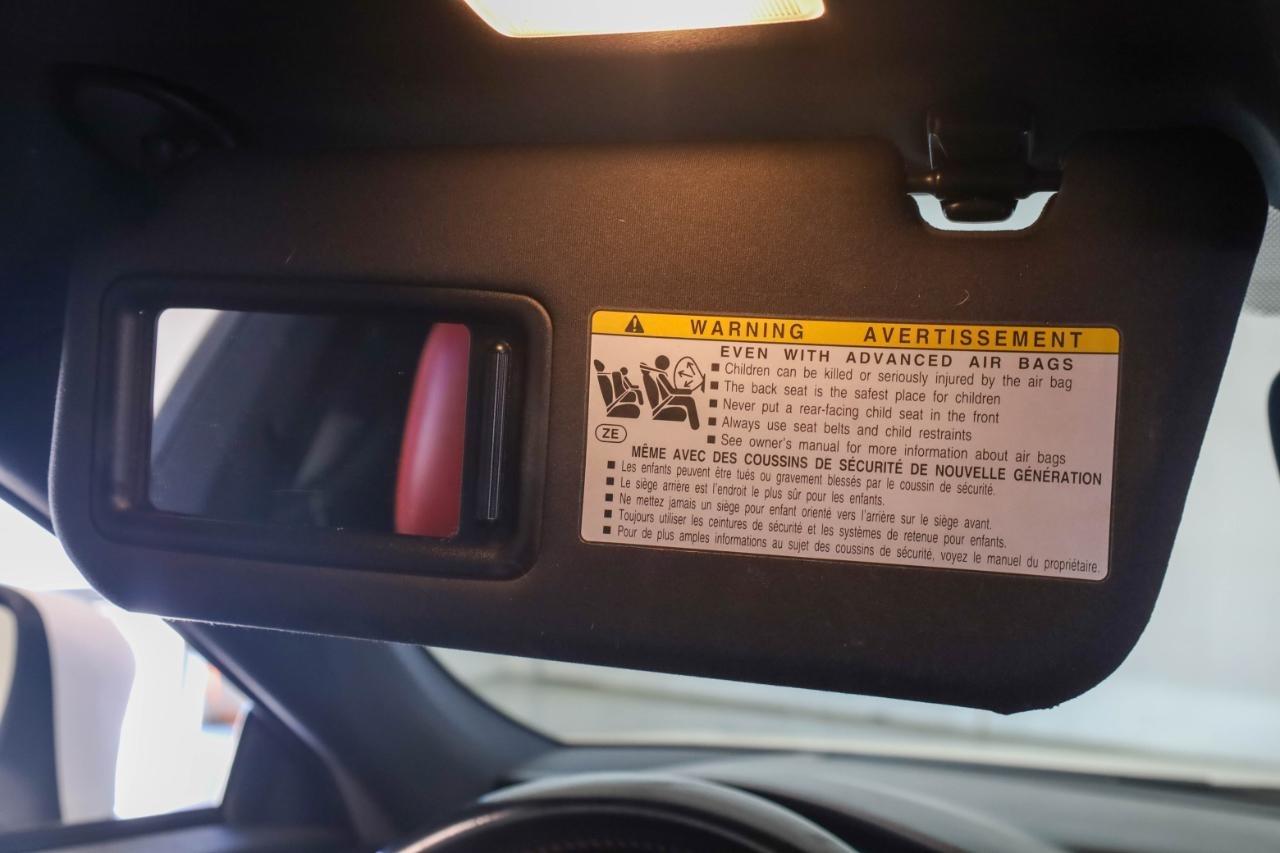 WARNING AVERTISSEMENT
EVEN WITH ADVANCED AIR BAGS
■ Children can be killed or seriously injured by the air bag
■ The back seat is the safest place for children
■ Never put a rear-facing child seat in the front
■ Always use seat belts and child restraints
■ See owner's manual for more information about air bags
ZE
MÊME AVEC DES COUSSINS DE SÉCURITÉ DE NOUVELLE GÉNÉRATION
■ Les enfants peuvent être tués ou gravement blessés par le coussin de sécurité.
■ Le siège arrière est l'endroit le plus sûr pour les enfants.
■ Ne mettez jamais un siège pour enfant orienté vers l'arrière sur le siège avant.
■ Toujours utiliser les ceintures de sécurité et les systèmes de retenue pour enfants.
■ Pour de plus amples informations au sujet des coussins de sécurité, voyez le manuel du propriétaire.